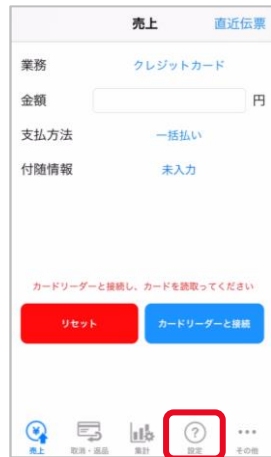 売上 直近伝票
業務 クレジットカード
金額 円
支払方法 一括払い
付随情報 未入力
カードリーダーと接続し、カードを読取ってください
リセット カードリーダーと接続
売上 取消・返品 集計 設定 その他